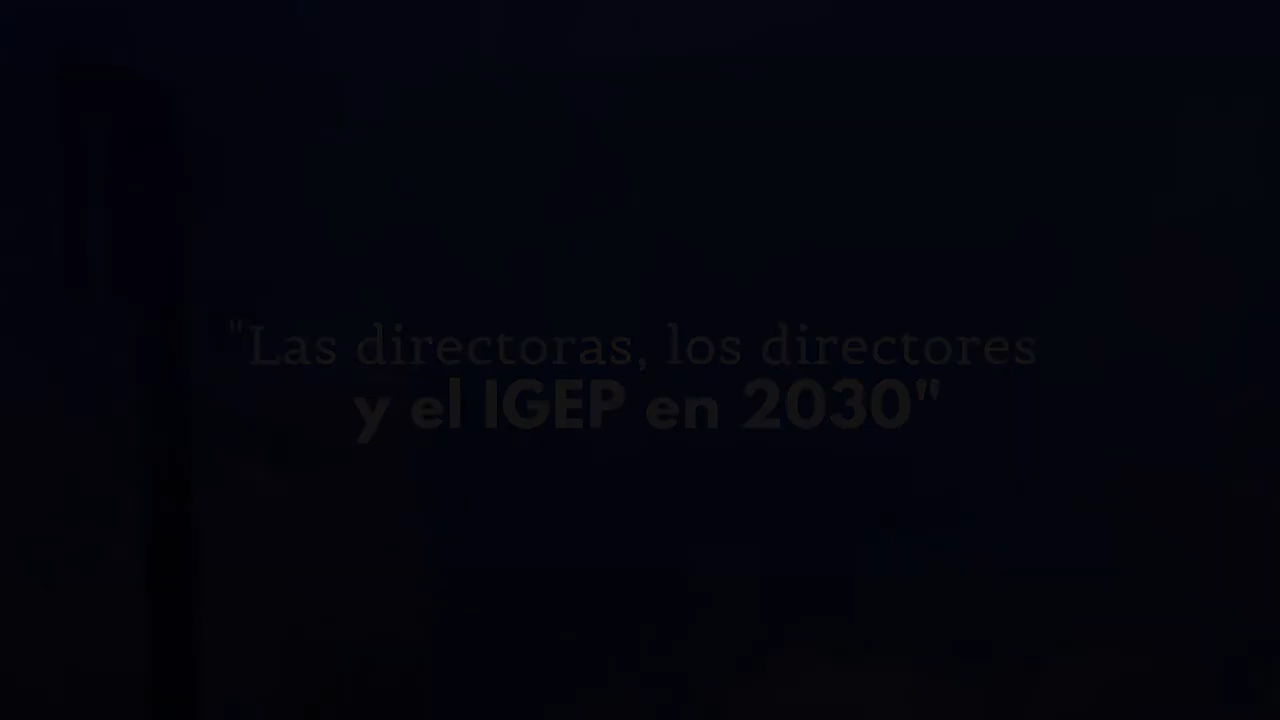 "Las directoras, los directores
y el IGEP en 2030"